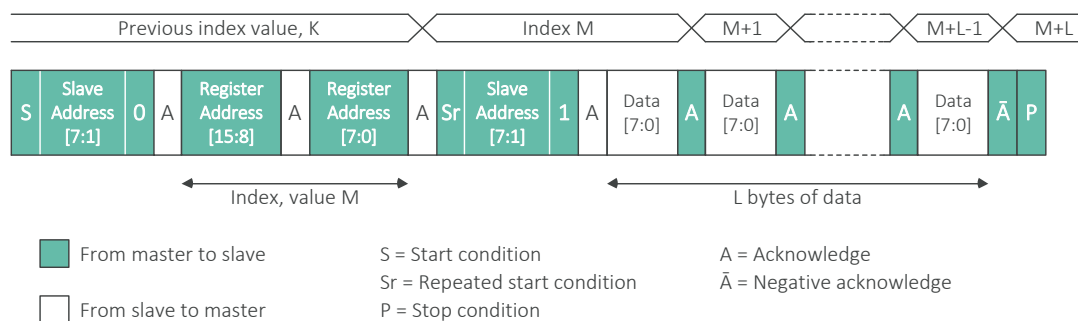 Previous index value, K
Index M
M+1
M+L-1
M+L
S
Slave
Address
[7:1]
0
A
Register
Address
[15:8]
A
Register
Address
[7:0]
A
Sr
Slave
Address
[7:1]
1
A
Data
[7:0]
A
Data
[7:0]
A
A
Data
[7:0]
Ā
P
Index, value M
L bytes of data
From master to slave
From slave to master
S = Start condition
Sr = Repeated start condition
P = Stop condition
A = Acknowledge
Ā = Negative acknowledge